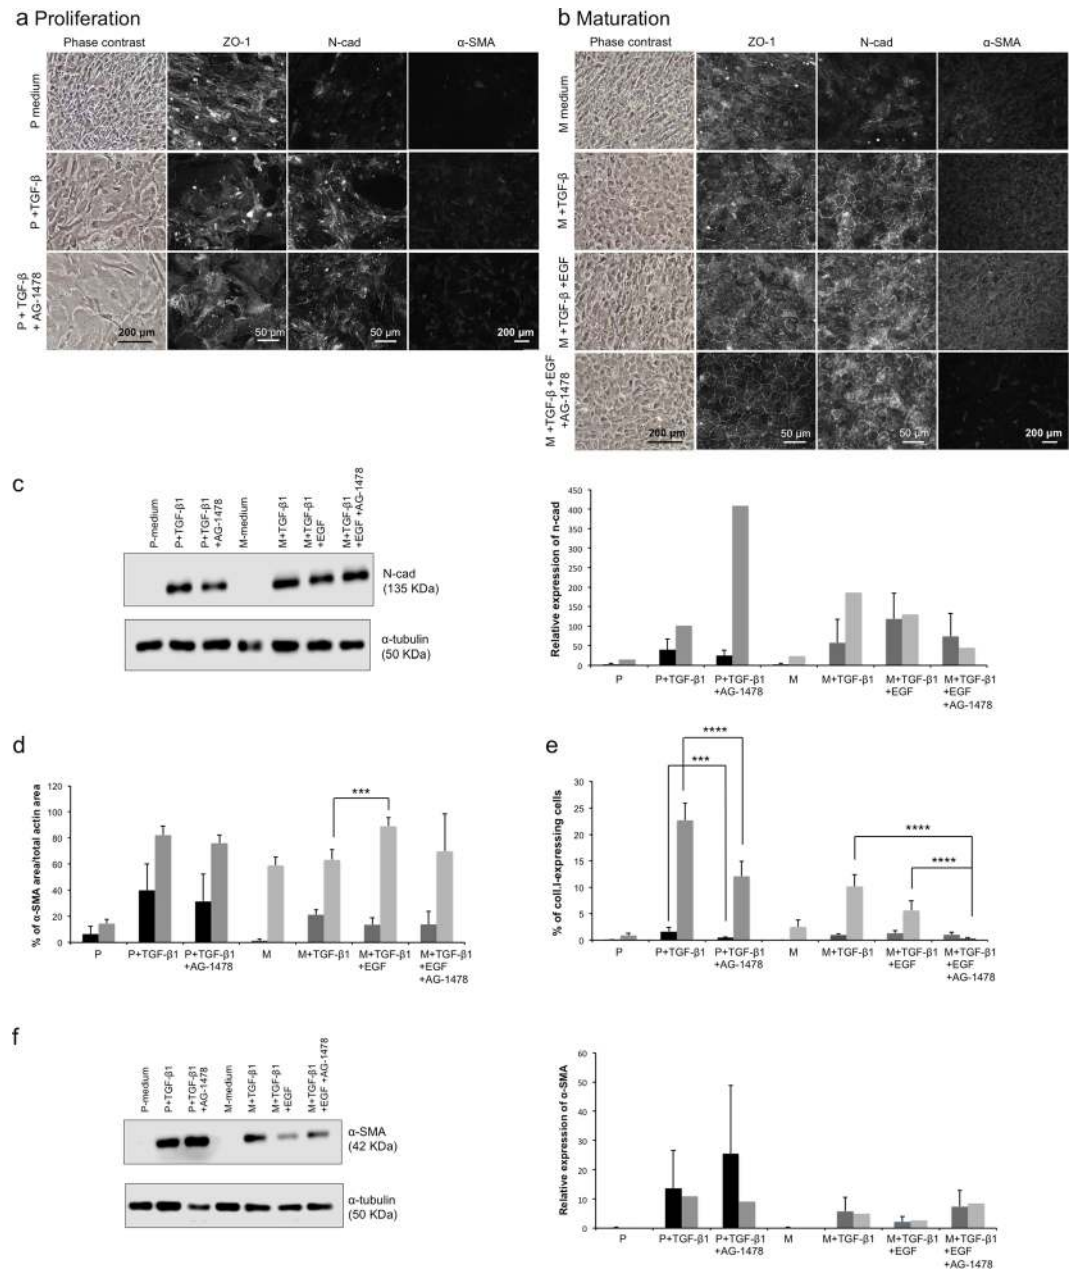 a Proliferation
Phase contrast
ZO-1
N-cad
α-SMA
P medium
P +TGF-β
P + TGF-β
+ AG-1478
200 µm
50 µm
50 µm
200 µm
b Maturation
Phase contrast
ZO-1
N-cad
α-SMA
M medium
M +TGF-β
M +TGF-β +EGF
M +TGF-β +EGF
+AG-1478
200 µm
50 µm
50 µm
200 µm
c
P-medium
P+TGF-β1
P+TGF-β1
+AG-1478
M-medium
M+TGF-β1
M+TGF-β1
+EGF
M+TGF-β1
+EGF +AG-1478
N-cad
(135 KDa)
α-tubulin
(50 KDa)
Relative expression of n-cad
450
400
350
300
250
200
150
100
50
0
P
P+TGF-β1
P+TGF-β1
+AG-1478
M
M+TGF-β1
M+TGF-β1
+EGF
M+TGF-β1
+EGF
+AG-1478
d
% of α-SMA area/total actin area
120
100
80
60
40
20
0
***
P
P+TGF-β1
P+TGF-β1
+AG-1478
M
M+TGF-β1
M+TGF-β1
+EGF
M+TGF-β1
+EGF
+AG-1478
e
% of coll.I-expressing cells
30
25
20
15
10
5
0
****
***
****
****
P
P+TGF-β1
P+TGF-β1
+AG-1478
M
M+TGF-β1
M+TGF-β1
+EGF
M+TGF-β1
+EGF
+AG-1478
f
P-medium
P+TGF-β1
P+TGF-β1
+AG-1478
M-medium
M+TGF-β1
M+TGF-β1
+EGF
M+TGF-β1
+EGF +AG-1478
α-SMA
(42 KDa)
α-tubulin
(50 KDa)
Relative expression of α-SMA
60
50
40
30
20
10
0
P
P+TGF-β1
P+TGF-β1
+AG-1478
M
M+TGF-β1
M+TGF-β1
+EGF
M+TGF-β1
+EGF
+AG-1478